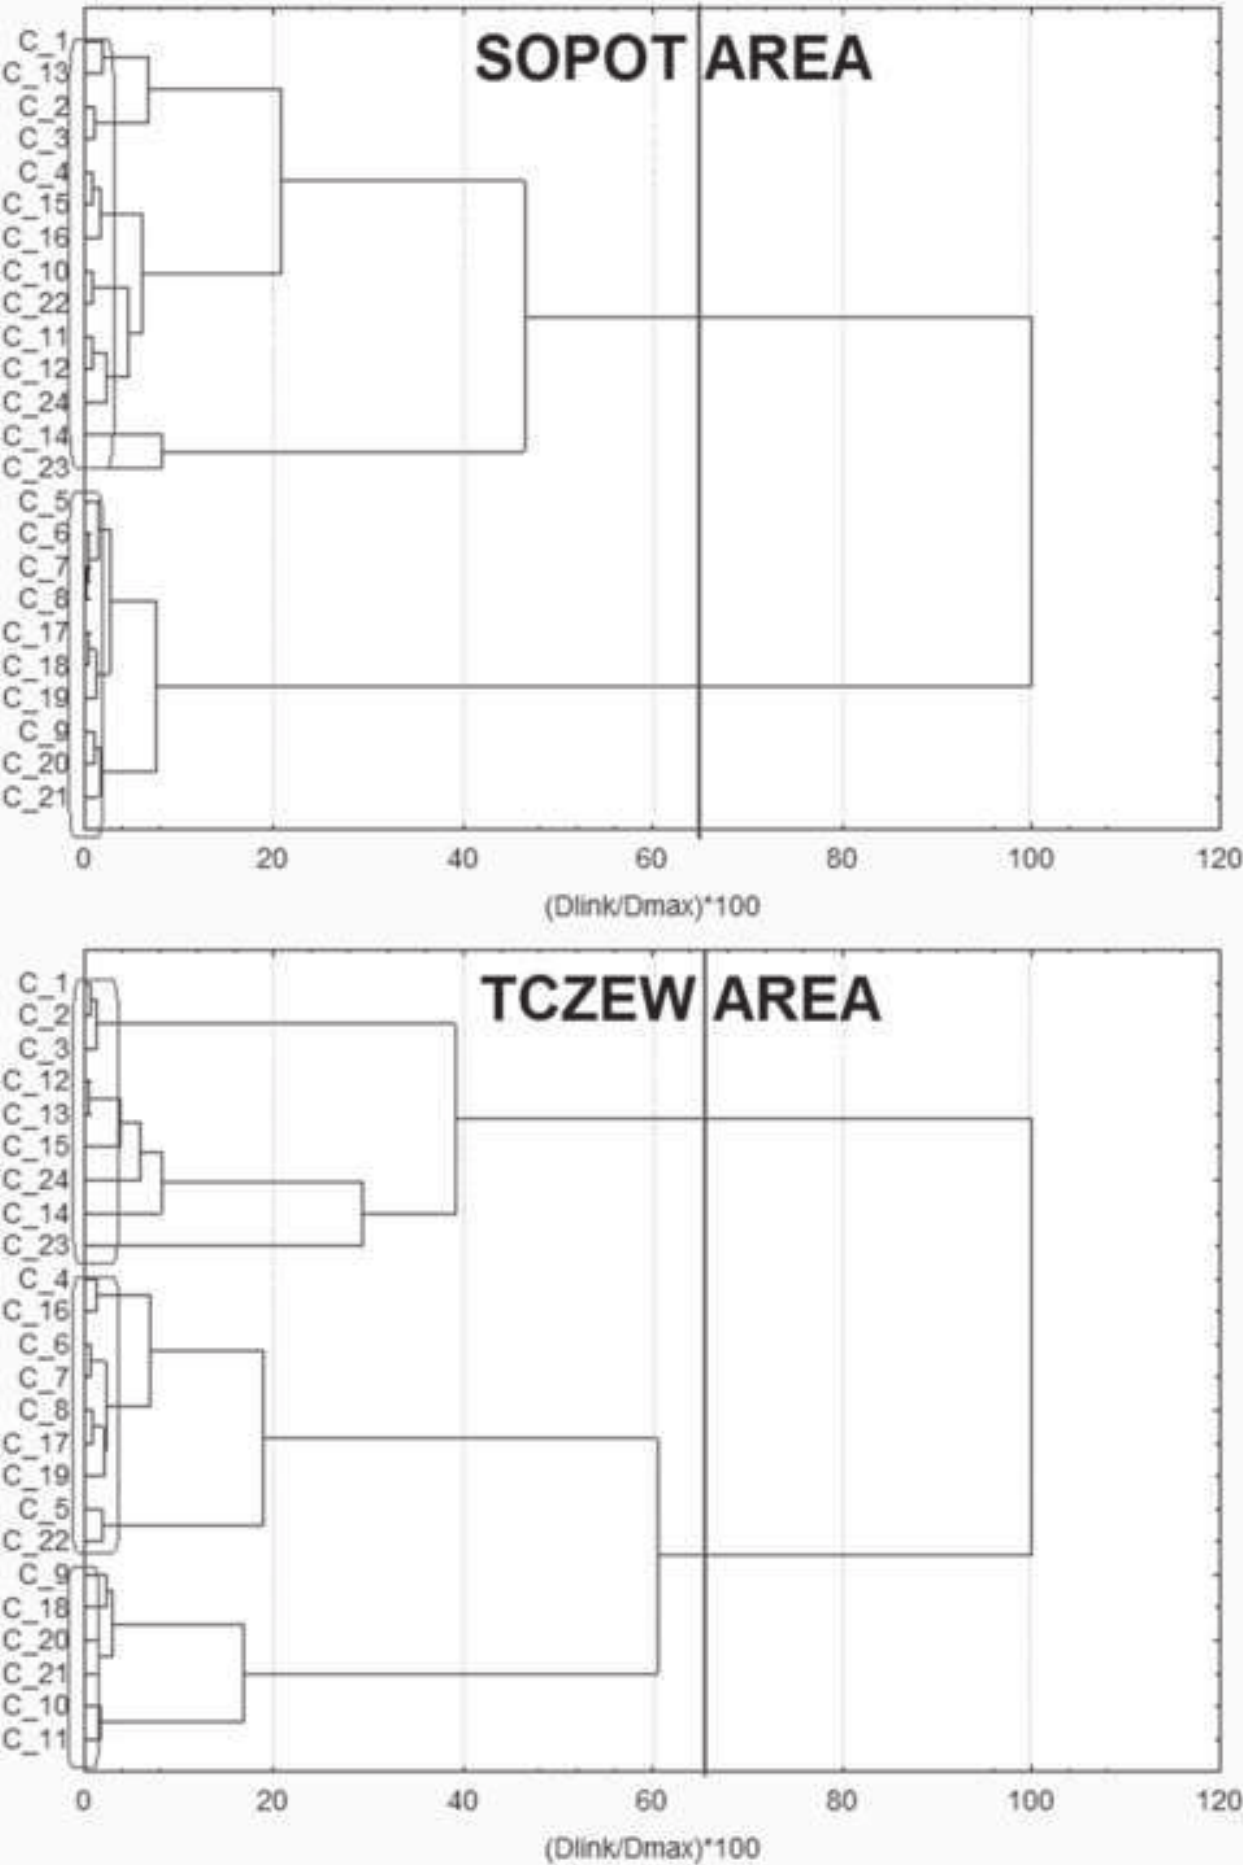 SOPOT AREA
C_1
C_13
C_2
C_3
C_4
C_15
C_16
C_10
C_22
C_11
C_12
C_24
C_14
C_23
C_5
C_6
C_7
C_8
C_17
C_18
C_19
C_9
C_20
C_21
0 20 40 60 80 100 120
(Dlink/Dmax)*100
TCZEW AREA
C_1
C_2
C_3
C_12
C_13
C_15
C_24
C_14
C_23
C_4
C_16
C_6
C_7
C_8
C_17
C_19
C_5
C_22
C_9
C_18
C_20
C_21
C_10
C_11
0 20 40 60 80 100 120
(Dlink/Dmax)*100